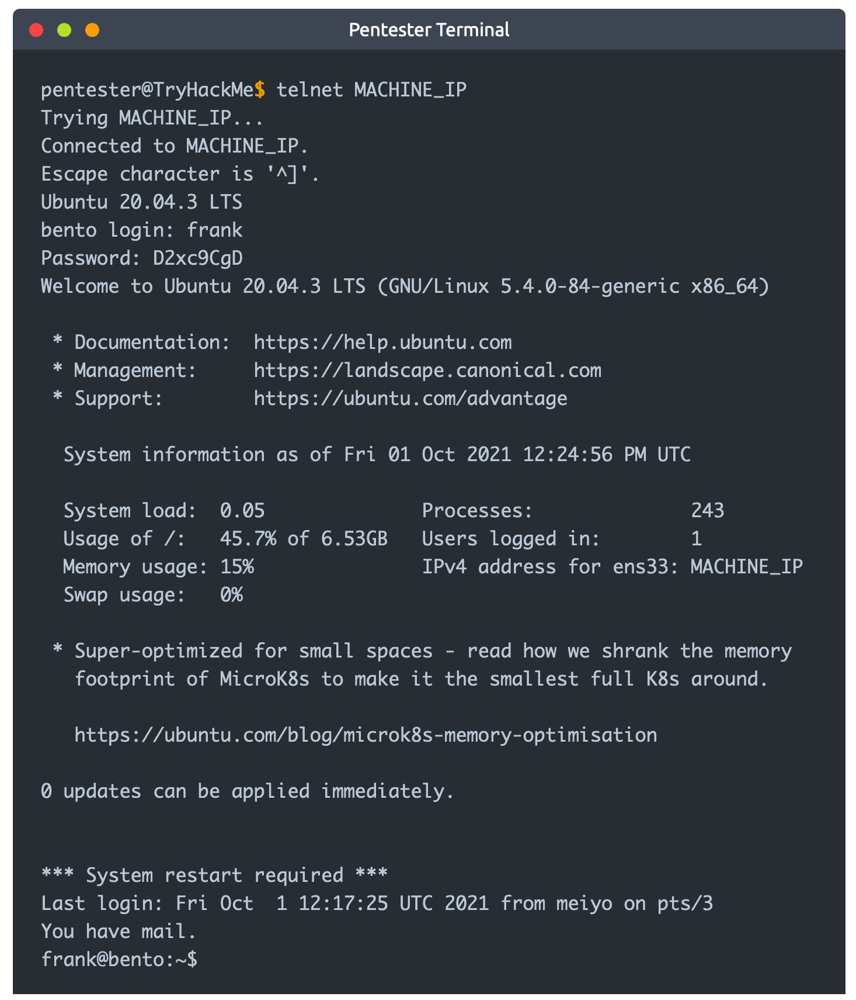 Pentester Terminal
pentester@TryHackMe$ telnet MACHINE_IP
Trying MACHINE_IP...
Connected to MACHINE_IP.
Escape character is '^]'.
Ubuntu 20.04.3 LTS
bento login: frank
Password: D2xc9CgD
Welcome to Ubuntu 20.04.3 LTS (GNU/Linux 5.4.0-84-generic x86_64)

 * Documentation:  https://help.ubuntu.com
 * Management:     https://landscape.canonical.com
 * Support:        https://ubuntu.com/advantage

  System information as of Fri 01 Oct 2021 12:24:56 PM UTC

  System load:  0.05              Processes:              243
  Usage of /:   45.7% of 6.53GB   Users logged in:        1
  Memory usage: 15%               IPv4 address for ens33: MACHINE_IP
  Swap usage:   0%

 * Super-optimized for small spaces - read how we shrank the memory
   footprint of MicroK8s to make it the smallest full K8s around.

   https://ubuntu.com/blog/microk8s-memory-optimisation

0 updates can be applied immediately.


*** System restart required ***
Last login: Fri Oct  1 12:17:25 UTC 2021 from meiyo on pts/3
You have mail.
frank@bento:~$